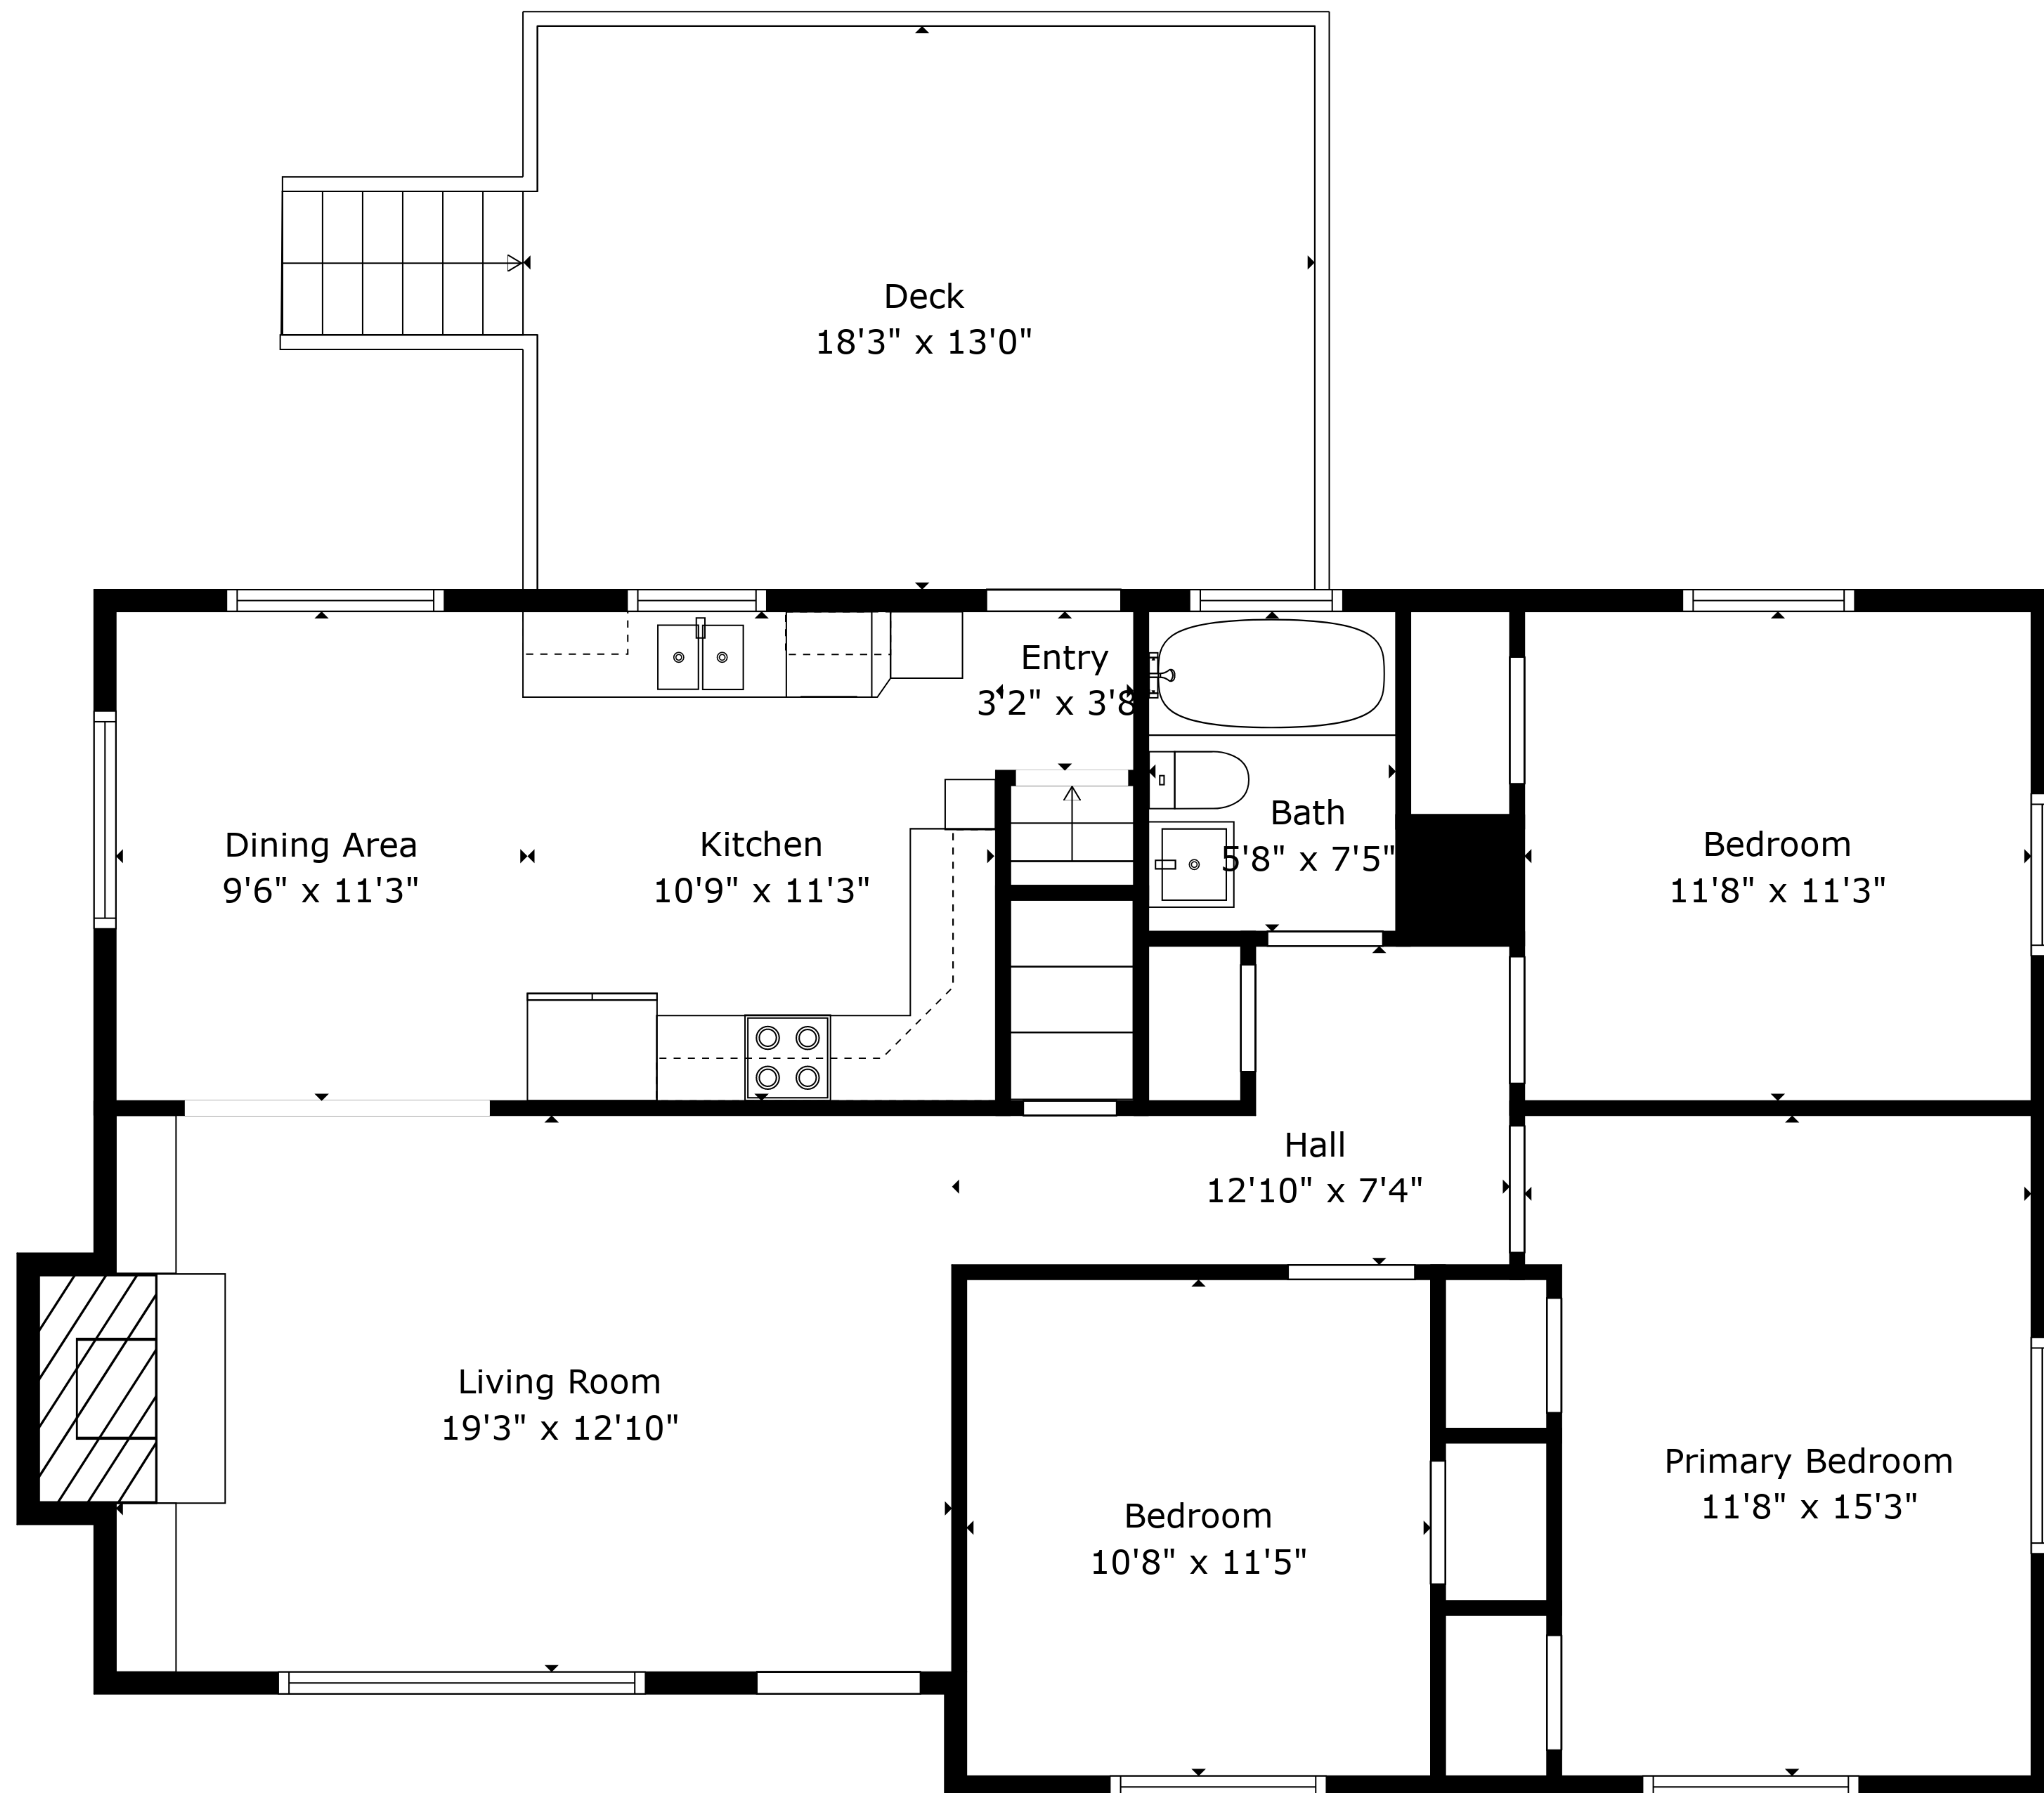 Deck
18'3" x 13'0"
Entry
3'2" x 3'8
Bath
5'8" x 7'5"
Dining Area
9'6" x 11'3"
Kitchen
10'9" x 11'3"
Bedroom
11'8" x 11'3"
Hall
12'10" x 7'4"
Living Room
19'3" x 12'10"
Primary Bedroom
11'8" x 15'3"
Bedroom
10'8" x 11'5"